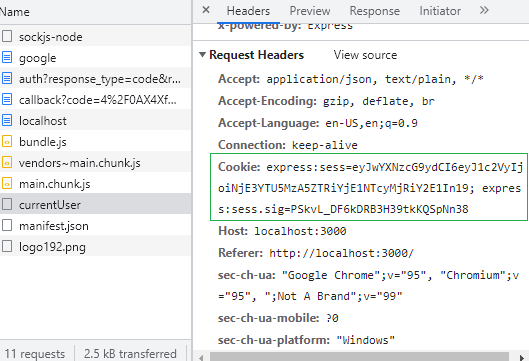 Name
sockjs-node
google
auth?response_type=code&r...
callback?code=4%2F0AX4Xf...
localhost
bundle.js
vendors~main.chunk.js
main.chunk.js
currentUser
manifest.json
logo192.png
11 requests
2.5 kB transferred
Headers Preview Response Initiator
x-powered-by: Express
Request Headers View source
Accept: application/json, text/plain, */*
Accept-Encoding: gzip, deflate, br
Accept-Language: en-US,en;q=0.9
Connection: keep-alive
Cookie: express:sess=eyJwYXNzcG9ydCI6eyJ1c2VyIj
oiNjE3YTU5MzA5ZTRiYjE1NTcyMjRiY2E1In19; expres
s:sess.sig=PSkvL_DF6kDRB3H39tkKQSpNn38
Host: localhost:3000
Referer: http://localhost:3000/
sec-ch-ua: "Google Chrome";v="95", "Chromium";v
="95", ";Not A Brand";v="99"
sec-ch-ua-mobile: ?0
sec-ch-ua-platform: "Windows"